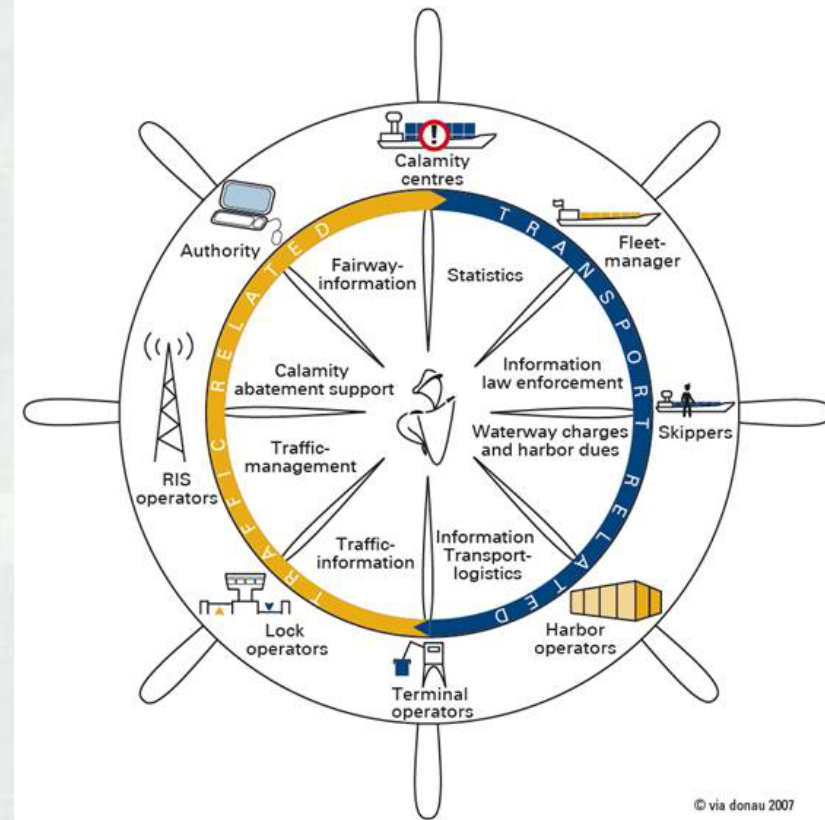 Calamity
centres
Authority
Fleet-
manager
TRAFFIC RELATED
TRANSPORT RELATED
Fairway-
information
Statistics
Calamity
abatement support
Information
law enforcement
Waterway charges
and harbor dues
Skippers
RIS
operators
Traffic-
management
Traffic-
information
Information
Transport-
logistics
Lock
operators
Harbor
operators
Terminal
operators
© via donau 2007